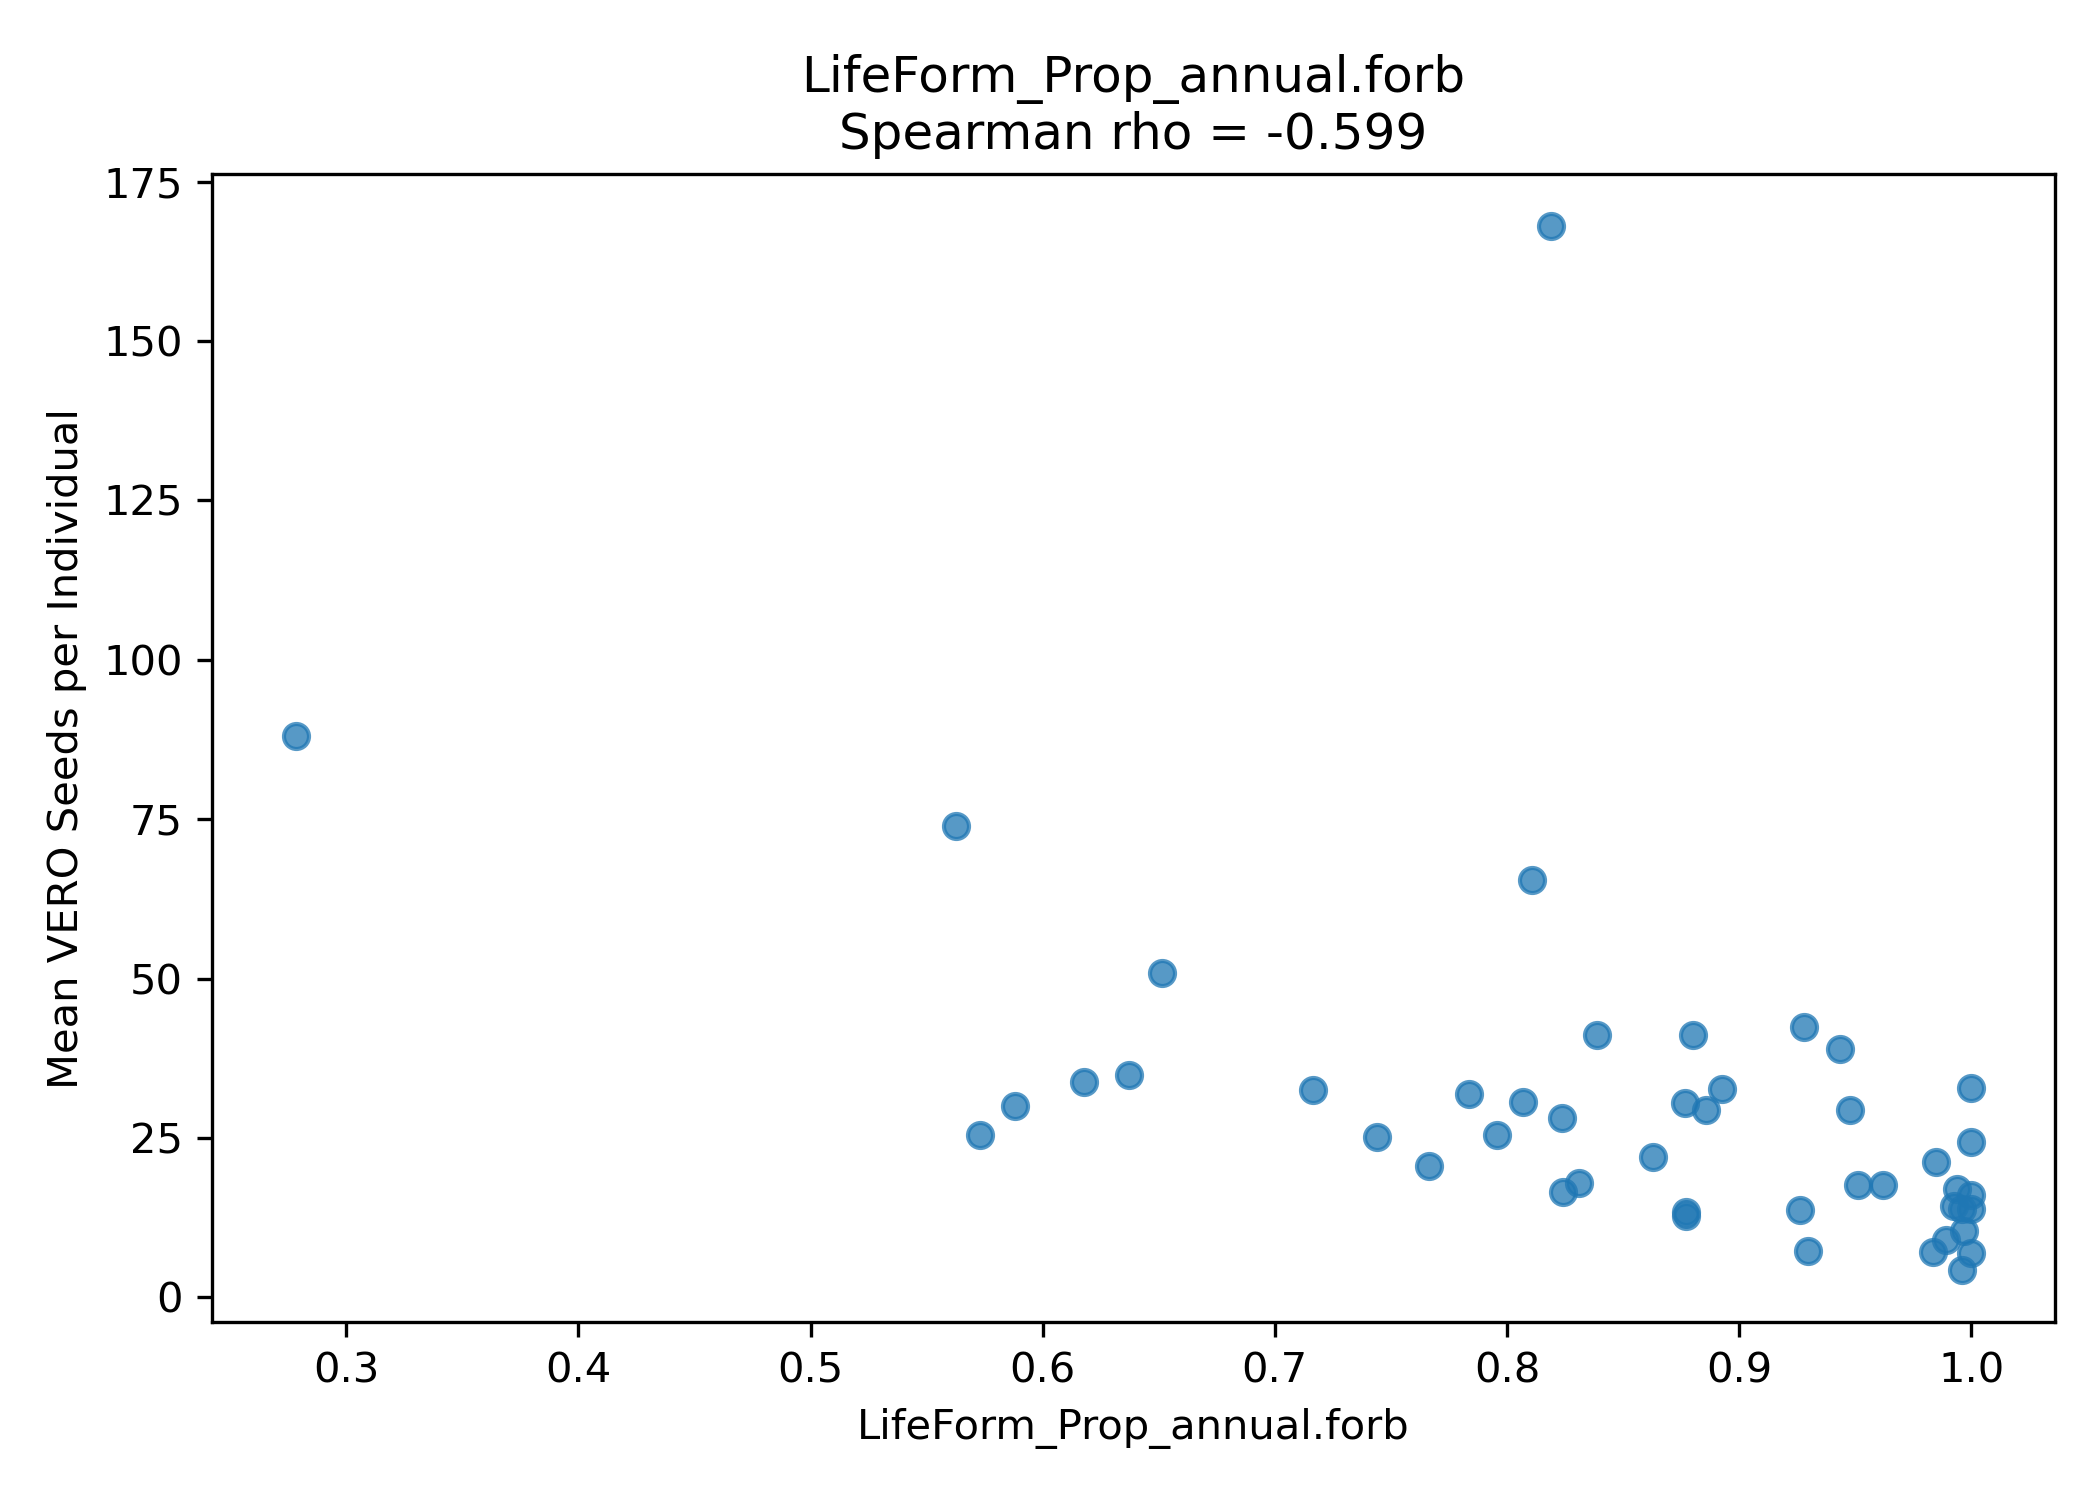 LifeForm_Prop_annual.forb
Spearman rho = -0.599
175
150
125
100
75
50
25
0
Mean VERO Seeds per Individual
0.3 0.4 0.5 0.6 0.7 0.8 0.9 1.0
LifeForm_Prop_annual.forb